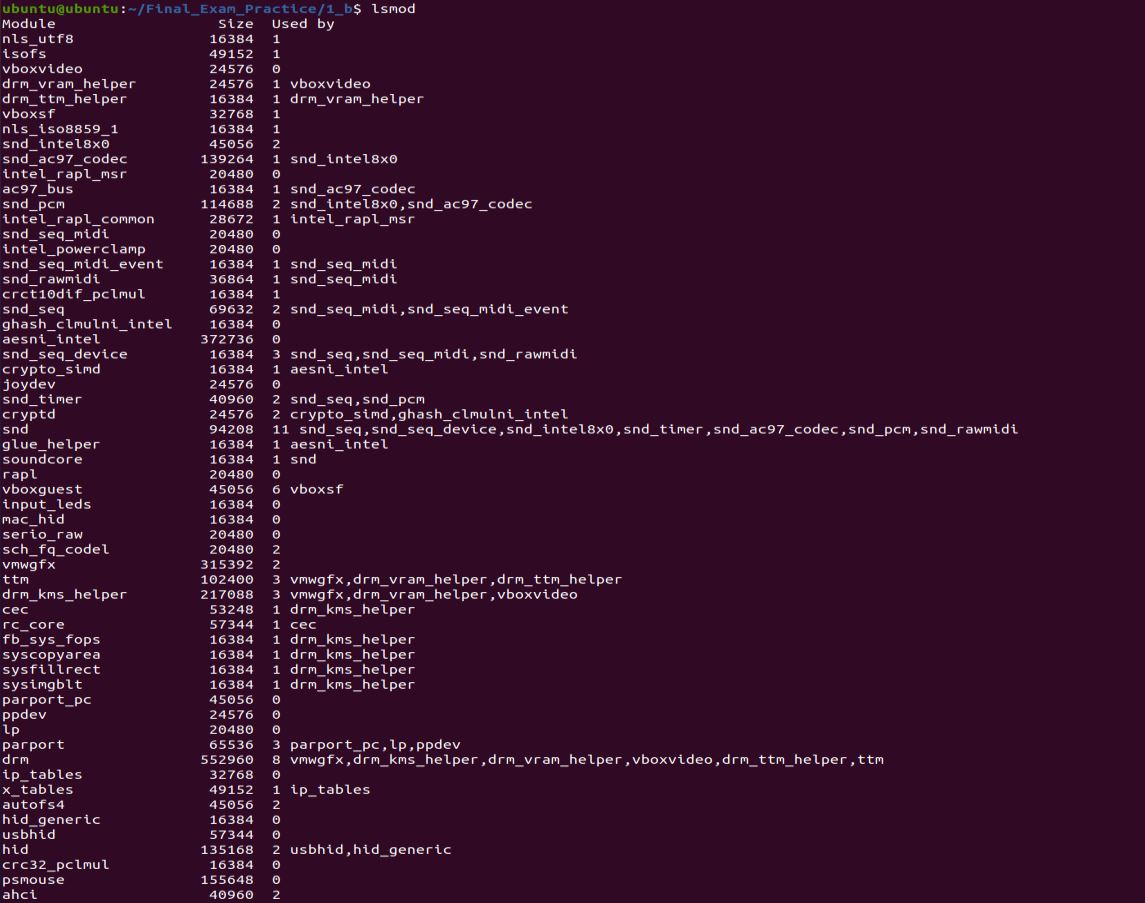 ubuntu@ubuntu:~/Final_Exam_Practice/1_b$ lsmod
Module                  Size  Used by
nls_utf8               16384  1
isofs                  49152  1
vboxvideo              24576  0
drm_vram_helper        24576  1 vboxvideo
drm_ttm_helper         16384  1 drm_vram_helper
vboxsf                 32768  1
nls_iso8859_1          16384  1
snd_intel8x0           45056  2
snd_ac97_codec        139264  1 snd_intel8x0
intel_rapl_msr         20480  0
ac97_bus               16384  1 snd_ac97_codec
snd_pcm               114688  2 snd_intel8x0,snd_ac97_codec
intel_rapl_common      28672  1 intel_rapl_msr
snd_seq_midi           20480  0
intel_powerclamp       20480  0
snd_seq_midi_event     16384  1 snd_seq_midi
snd_rawmidi            36864  1 snd_seq_midi
crct10dif_pclmul       16384  1
snd_seq                69632  2 snd_seq_midi,snd_seq_midi_event
ghash_clmulni_intel    16384  0
aesni_intel           372736  0
snd_seq_device         16384  3 snd_seq,snd_seq_midi,snd_rawmidi
crypto_simd            16384  1 aesni_intel
joydev                 24576  0
snd_timer              40960  2 snd_seq,snd_pcm
cryptd                 24576  2 crypto_simd,ghash_clmulni_intel
snd                    94208  11 snd_seq,snd_seq_device,snd_intel8x0,snd_timer,snd_ac97_codec,snd_pcm,snd_rawmidi
glue_helper            16384  1 aesni_intel
soundcore              16384  1 snd
rapl                   20480  0
vboxguest              45056  6 vboxsf
input_leds             16384  0
mac_hid                16384  0
serio_raw              20480  0
sch_fq_codel           20480  2
vmwgfx                315392  2
ttm                   102400  3 vmwgfx,drm_vram_helper,drm_ttm_helper
drm_kms_helper        217088  3 vmwgfx,drm_vram_helper,vboxvideo
cec                    53248  1 drm_kms_helper
rc_core                57344  1 cec
fb_sys_fops            16384  1 drm_kms_helper
syscopyarea            16384  1 drm_kms_helper
sysfillrect            16384  1 drm_kms_helper
sysimgblt              16384  1 drm_kms_helper
parport_pc             45056  0
ppdev                  24576  0
lp                     20480  0
parport                65536  3 parport_pc,lp,ppdev
drm                   552960  8 vmwgfx,drm_kms_helper,drm_vram_helper,vboxvideo,drm_ttm_helper,ttm
ip_tables              32768  0
x_tables               49152  1 ip_tables
autofs4                45056  2
hid_generic            16384  0
usbhid                 57344  0
hid                   135168  2 usbhid,hid_generic
crc32_pclmul           16384  0
psmouse               155648  0
ahci                   40960  2